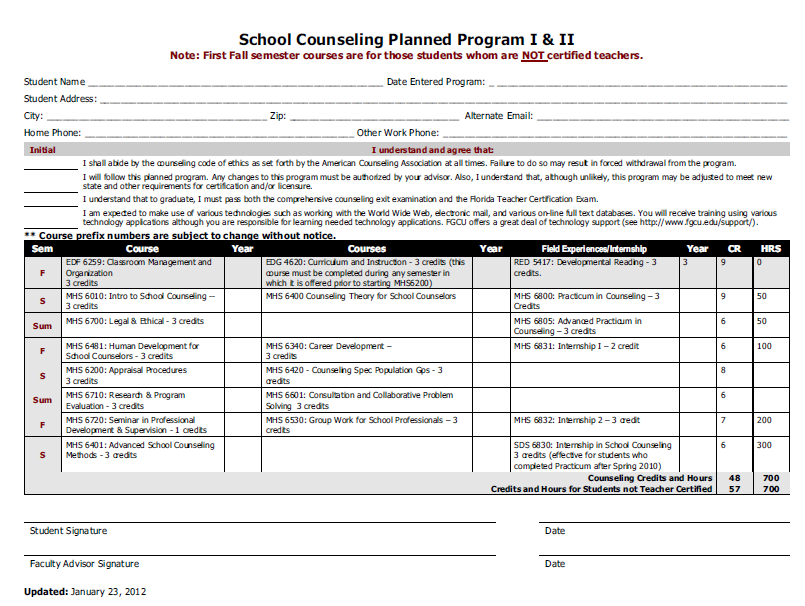 School Counseling Planned Program I & II
Note: First Fall semester courses are for those students whom are NOT certified teachers.
Student Name Date Entered Program:
Student Address:
City: Zip: Alternate Email:
Home Phone: Other Work Phone:
Initial I understand and agree that:
I shall abide by the counseling code of ethics as set forth by the American Counseling Association at all times. Failure to do so may result in forced withdrawal from the program.
I will follow this planned program. Any changes to this program must be authorized by your advisor. Also, I understand that, although unlikely, this program may be adjusted to meet new
state and other requirements for certification and/or licensure.
I understand that to graduate, I must pass both the comprehensive counseling exit examination and the Florida Teacher Certification Exam.
I am expected to make use of various technologies such as working with the World Wide Web, electronic mail, and various on-line full text databases. You will receive training using various
technology applications although you are responsible for learning needed technologies. FGCU offers a great deal of technology support (see http://www.fgcu.edu/support/).
** Course prefix numbers are subject to change without notice.
Sem Course Year Courses Year Field Experiences/Internship Year CR HRS
F EDF 6259: Classroom Management and Organization 3 credits EDG 4620: Curriculum and Instruction - 3 credits (this course must be completed during any semester in which it is offered prior to starting MHS6200) RED 5417: Developmental Reading - 3 credits. 3 9 0
S MHS 6010: Intro to School Counseling -- 3 credits MHS 6400 Counseling Theory for School Counselors MHS 6800: Practicum in Counseling – 3 Credits 9 50
Sum MHS 6700: Legal & Ethical - 3 credits MHS 6805: Advanced Practicum in Counseling – 3 credits 6 50
F MHS 6481: Human Development for School Counselors - 3 credits MHS 6340: Career Development – 3 credits MHS 6831: Internship I – 2 credit 6 100
S MHS 6200: Appraisal Procedures 3 credits MHS 6420 - Counseling Spec Population Gps - 3 credits 8
Sum MHS 6710: Research & Program Evaluation - 3 credits MHS 6601: Consultation and Collaborative Problem Solving 3 credits 6
F MHS 6720: Seminar in Professional Development & Supervision - 1 credits MHS 6530: Group Work for School Professionals – 3 credits MHS 6832: Internship 2 – 3 credit 7 200
S MHS 6401: Advanced School Counseling Methods - 3 credits SDS 6830: Internship in School Counseling 3 credits (effective for students who completed Practicum after Spring 2010) 6 300
Counseling Credits and Hours 48 700
Credits and Hours for Students not Teacher Certified 57 700
Student Signature Date
Faculty Advisor Signature Date
Updated: January 23, 2012